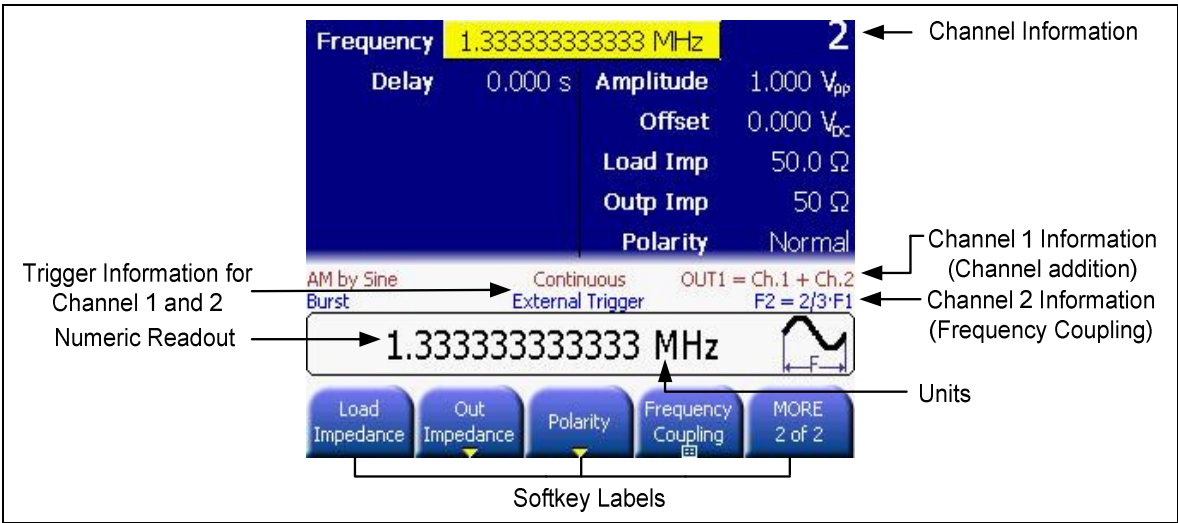 Frequency 1.333333333333 MHz 2 Channel Information
Delay 0.000 s Amplitude 1.000 Vpp
Offset 0.000 Vbc
Load Imp 50.0 Ω
Outp Imp 50 Ω
Polarity Normal
Channel 1 Information
(Channel addition)
Trigger Information for
Channel 1 and 2
AM by Sine Continuous OUT1 = Ch.1 + Ch.2
Burst External Trigger F2 = 2/3·F1
Channel 2 Information
(Frequency Coupling)
Numeric Readout
1.333333333333 MHz
F
Units
Load
Impedance
Out
Impedance
Polarity
Frequency
Coupling
MORE
2 of 2
Softkey Labels